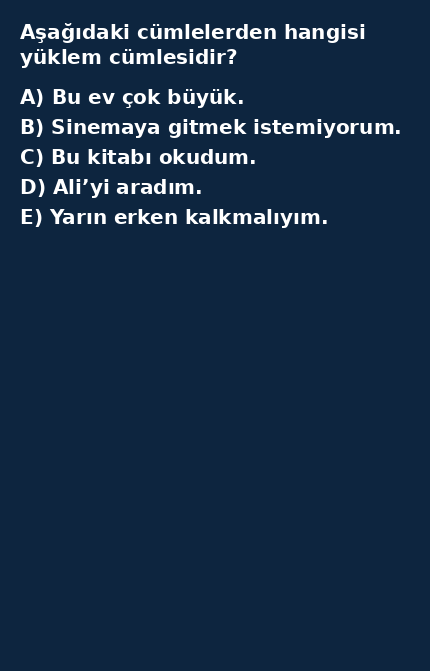 Aşağıdaki cümlelerden hangisi
yüklem cümlesidir?
A) Bu ev çok büyük.
B) Sinemaya gitmek istemiyorum.
C) Bu kitabı okudum.
D) Ali’yi aradım.
E) Yarın erken kalkmalıyım.